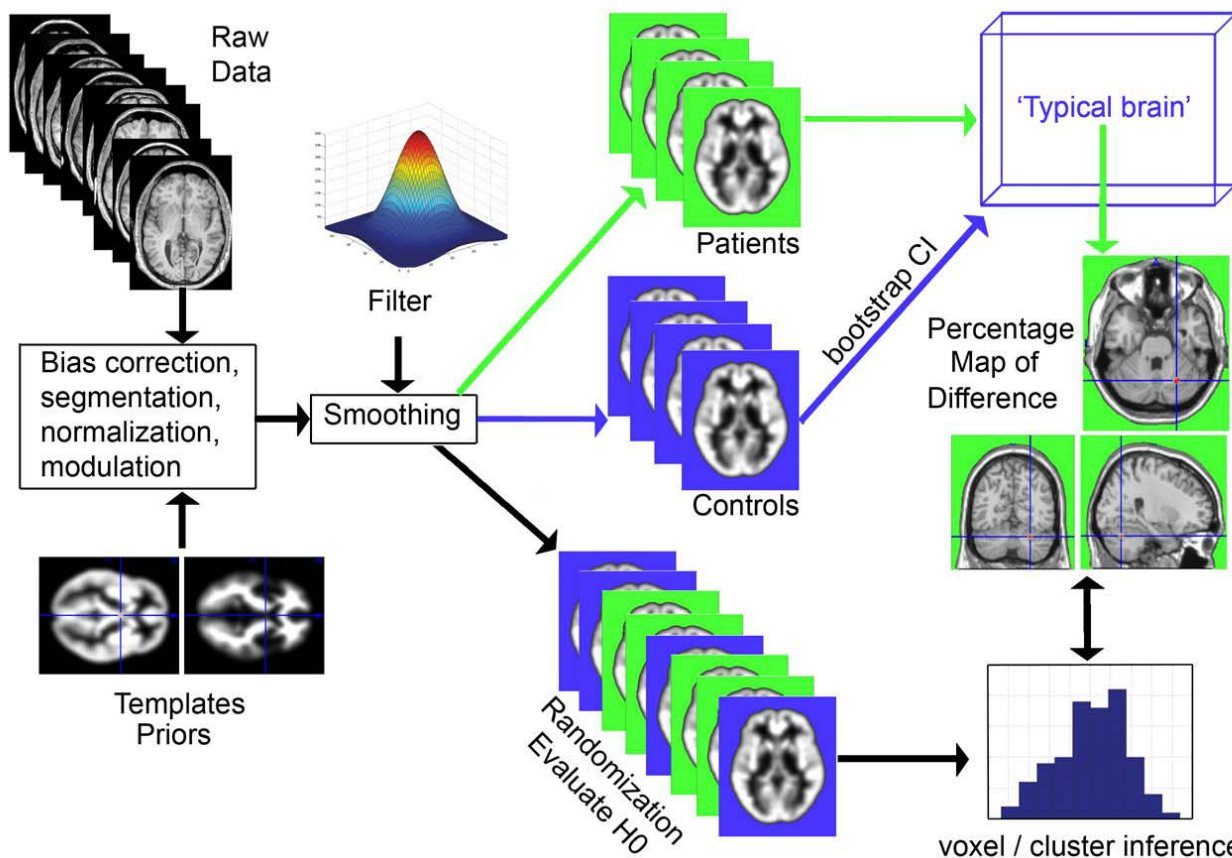 Raw
Data
Filter
Bias correction,
segmentation,
normalization,
modulation
Smoothing
Templates
Priors
Patients
Controls
bootstrap CI
'Typical brain'
Percentage
Map of
Difference
Randomization
Evaluate H0
voxel / cluster inference